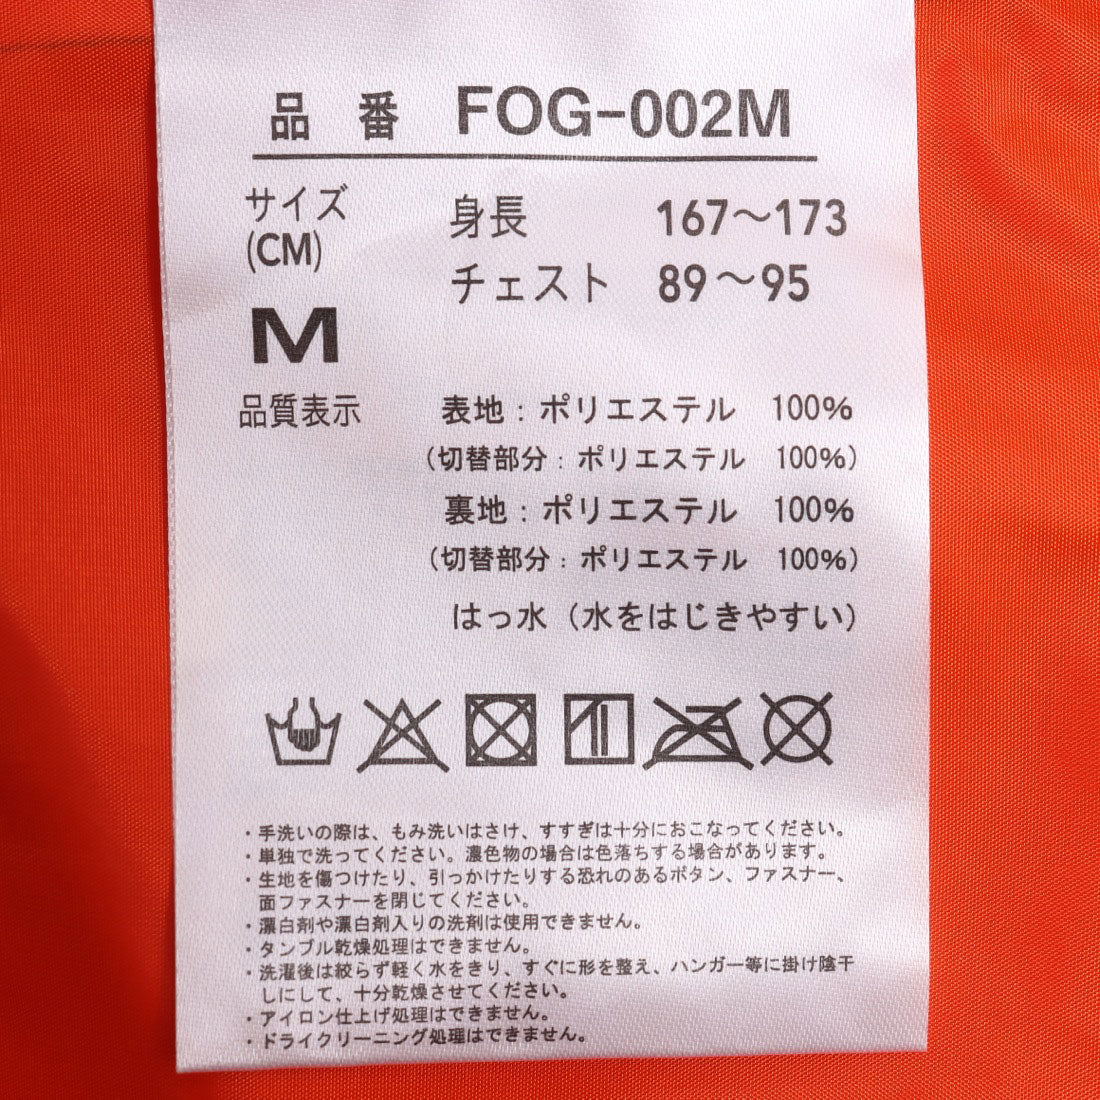 品番 FOG-002M
サイズ 身長 167〜173
(CM) チェスト 89〜95
M
品質表示 表地：ポリエステル 100%
(切替部分：ポリエステル 100%)
裏地：ポリエステル 100%
(切替部分：ポリエステル 100%)
はっ水（水をはじきやすい）
・手洗いの際は、もみ洗いはさけ、すすぎは十分におこなってください。
・単独で洗ってください。濃色物の場合は色落ちする場合があります。
・生地を傷つけたり、引っかけたりする恐れのあるボタン、ファスナー、
面ファスナーを閉じてください。
・漂白剤や漂白剤入りの洗剤は使用できません。
・タンブル乾燥処理はできません。
・洗濯後は絞らず軽く水をきり、すぐに形を整え、ハンガー等に掛け陰干
しにして、十分乾燥させてください。
・アイロン仕上げ処理はできません。
・ドライクリーニング処理はできません。